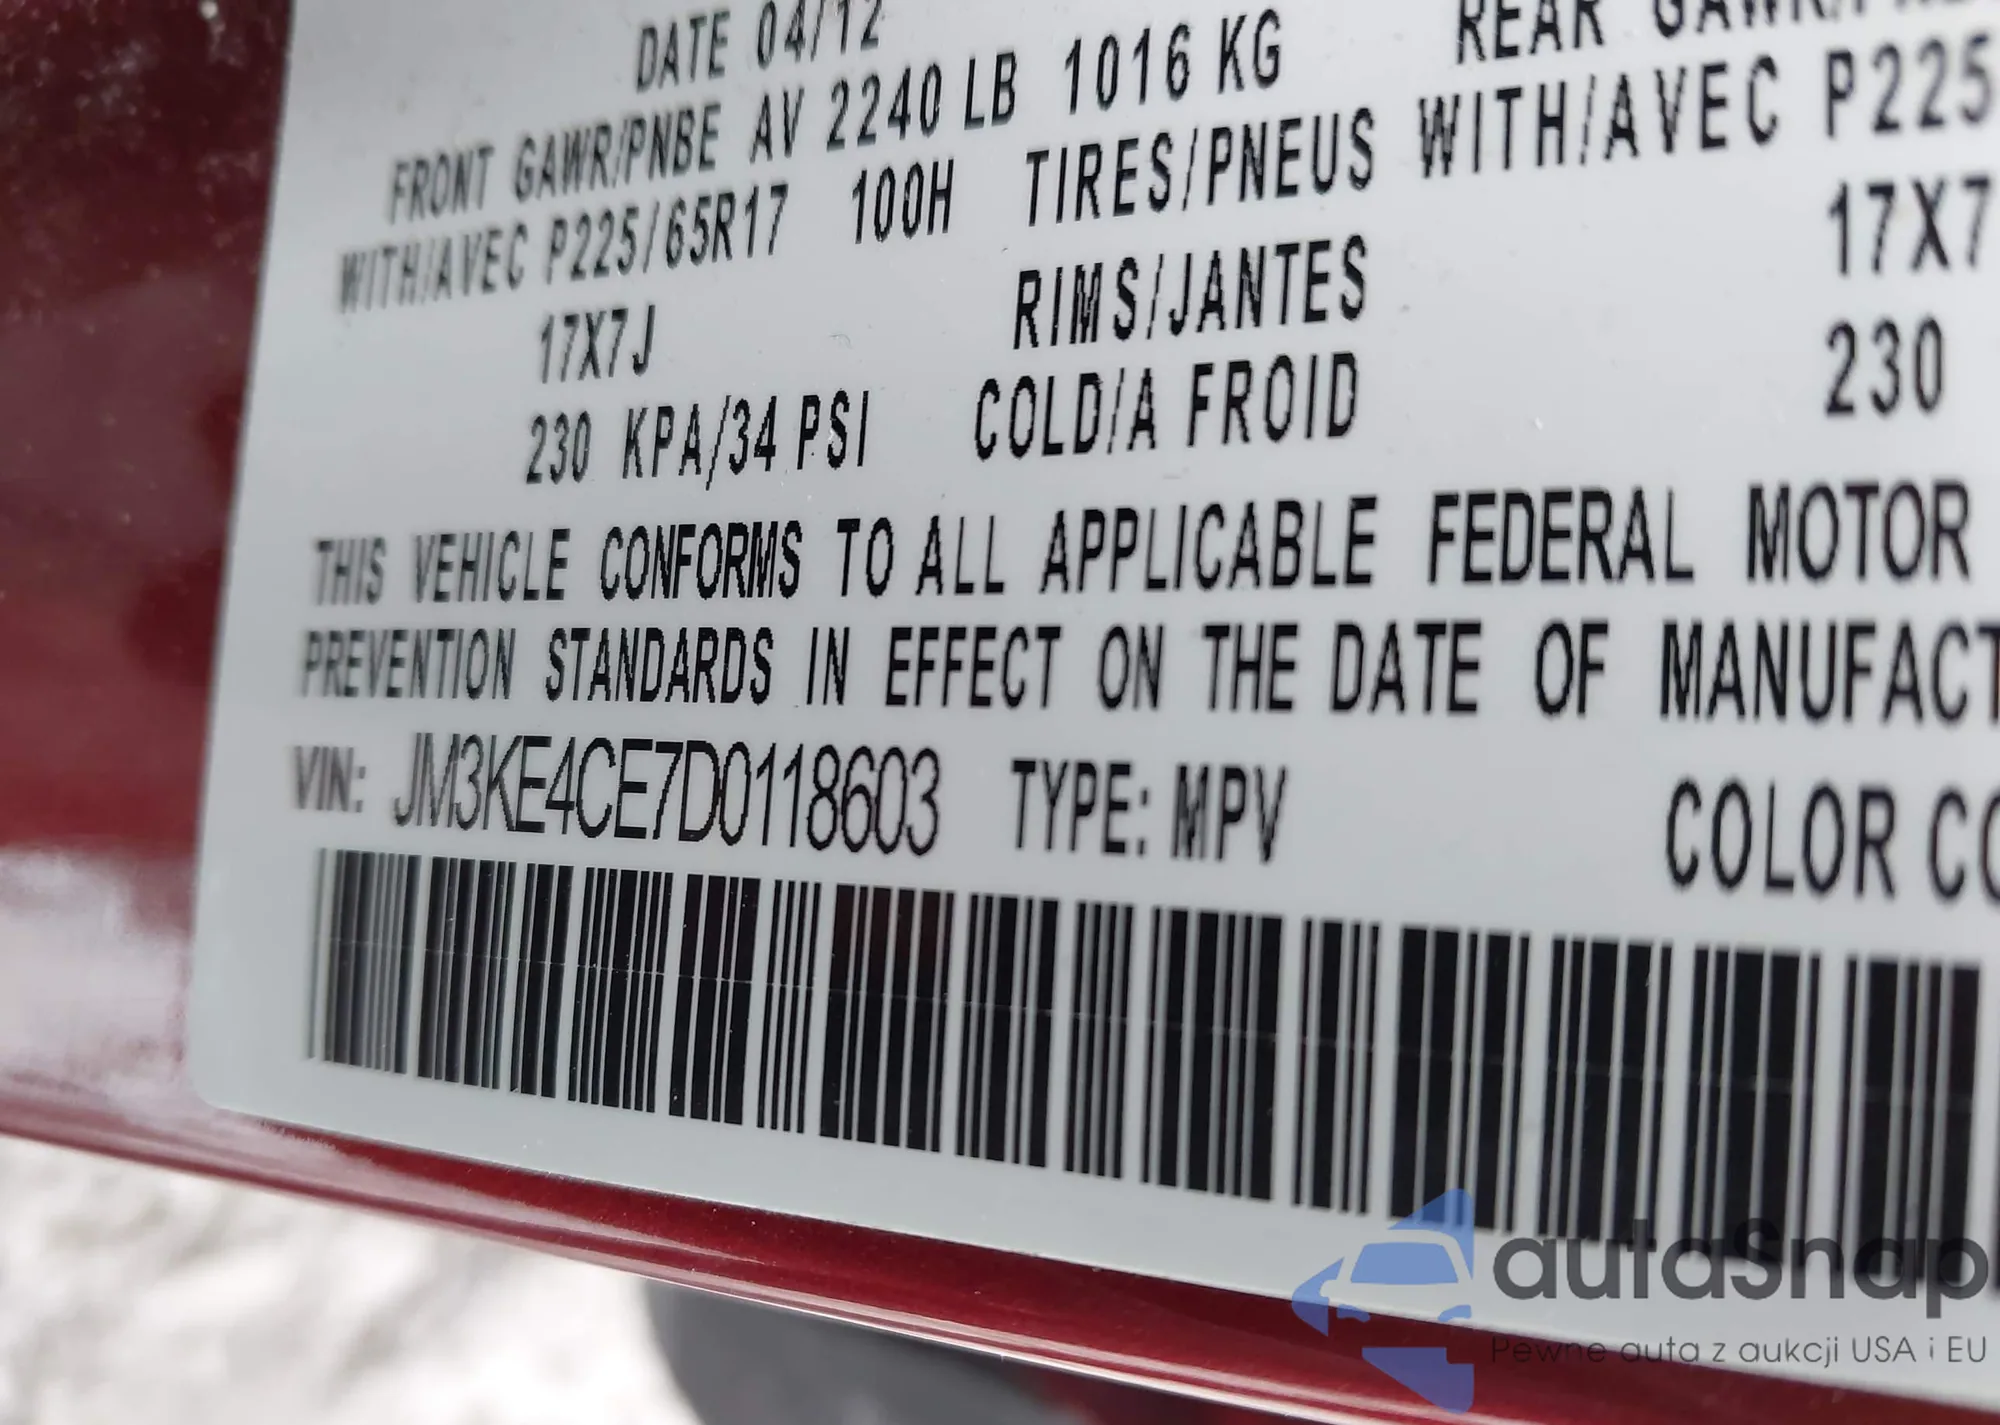 DATE 04/12
FRONT GAWR/PNBE AV 2240 LB 1016 KG REAR
WITH/AVEC P225/65R17 100H TIRES/PNEUS WITH/AVEC P225
17X7J RIMS/JANTES 17X7
230 KPA/34 PSI COLD/A FROID 230
THIS VEHICLE CONFORMS TO ALL APPLICABLE FEDERAL MOTOR
PREVENTION STANDARDS IN EFFECT ON THE DATE OF MANUFACT
VIN: JM3KE4CE7D0118603 TYPE: MPV COLOR CO
autaSnap
Pewne auta z aukcji USA i EU